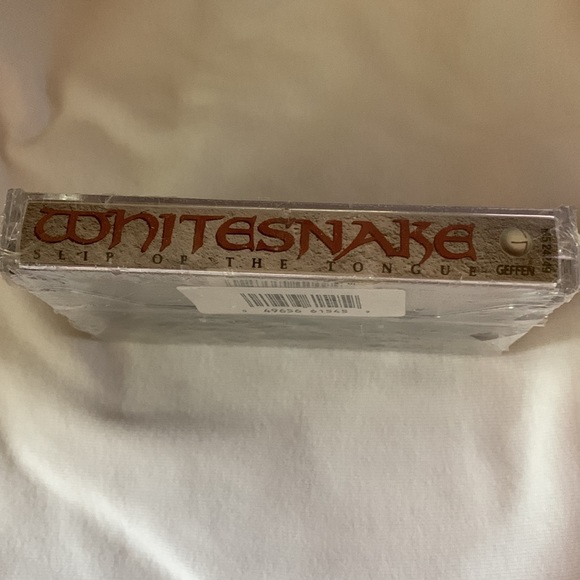 WHITESNAKE
SLIP OF THE TONGUE
GEFFEN